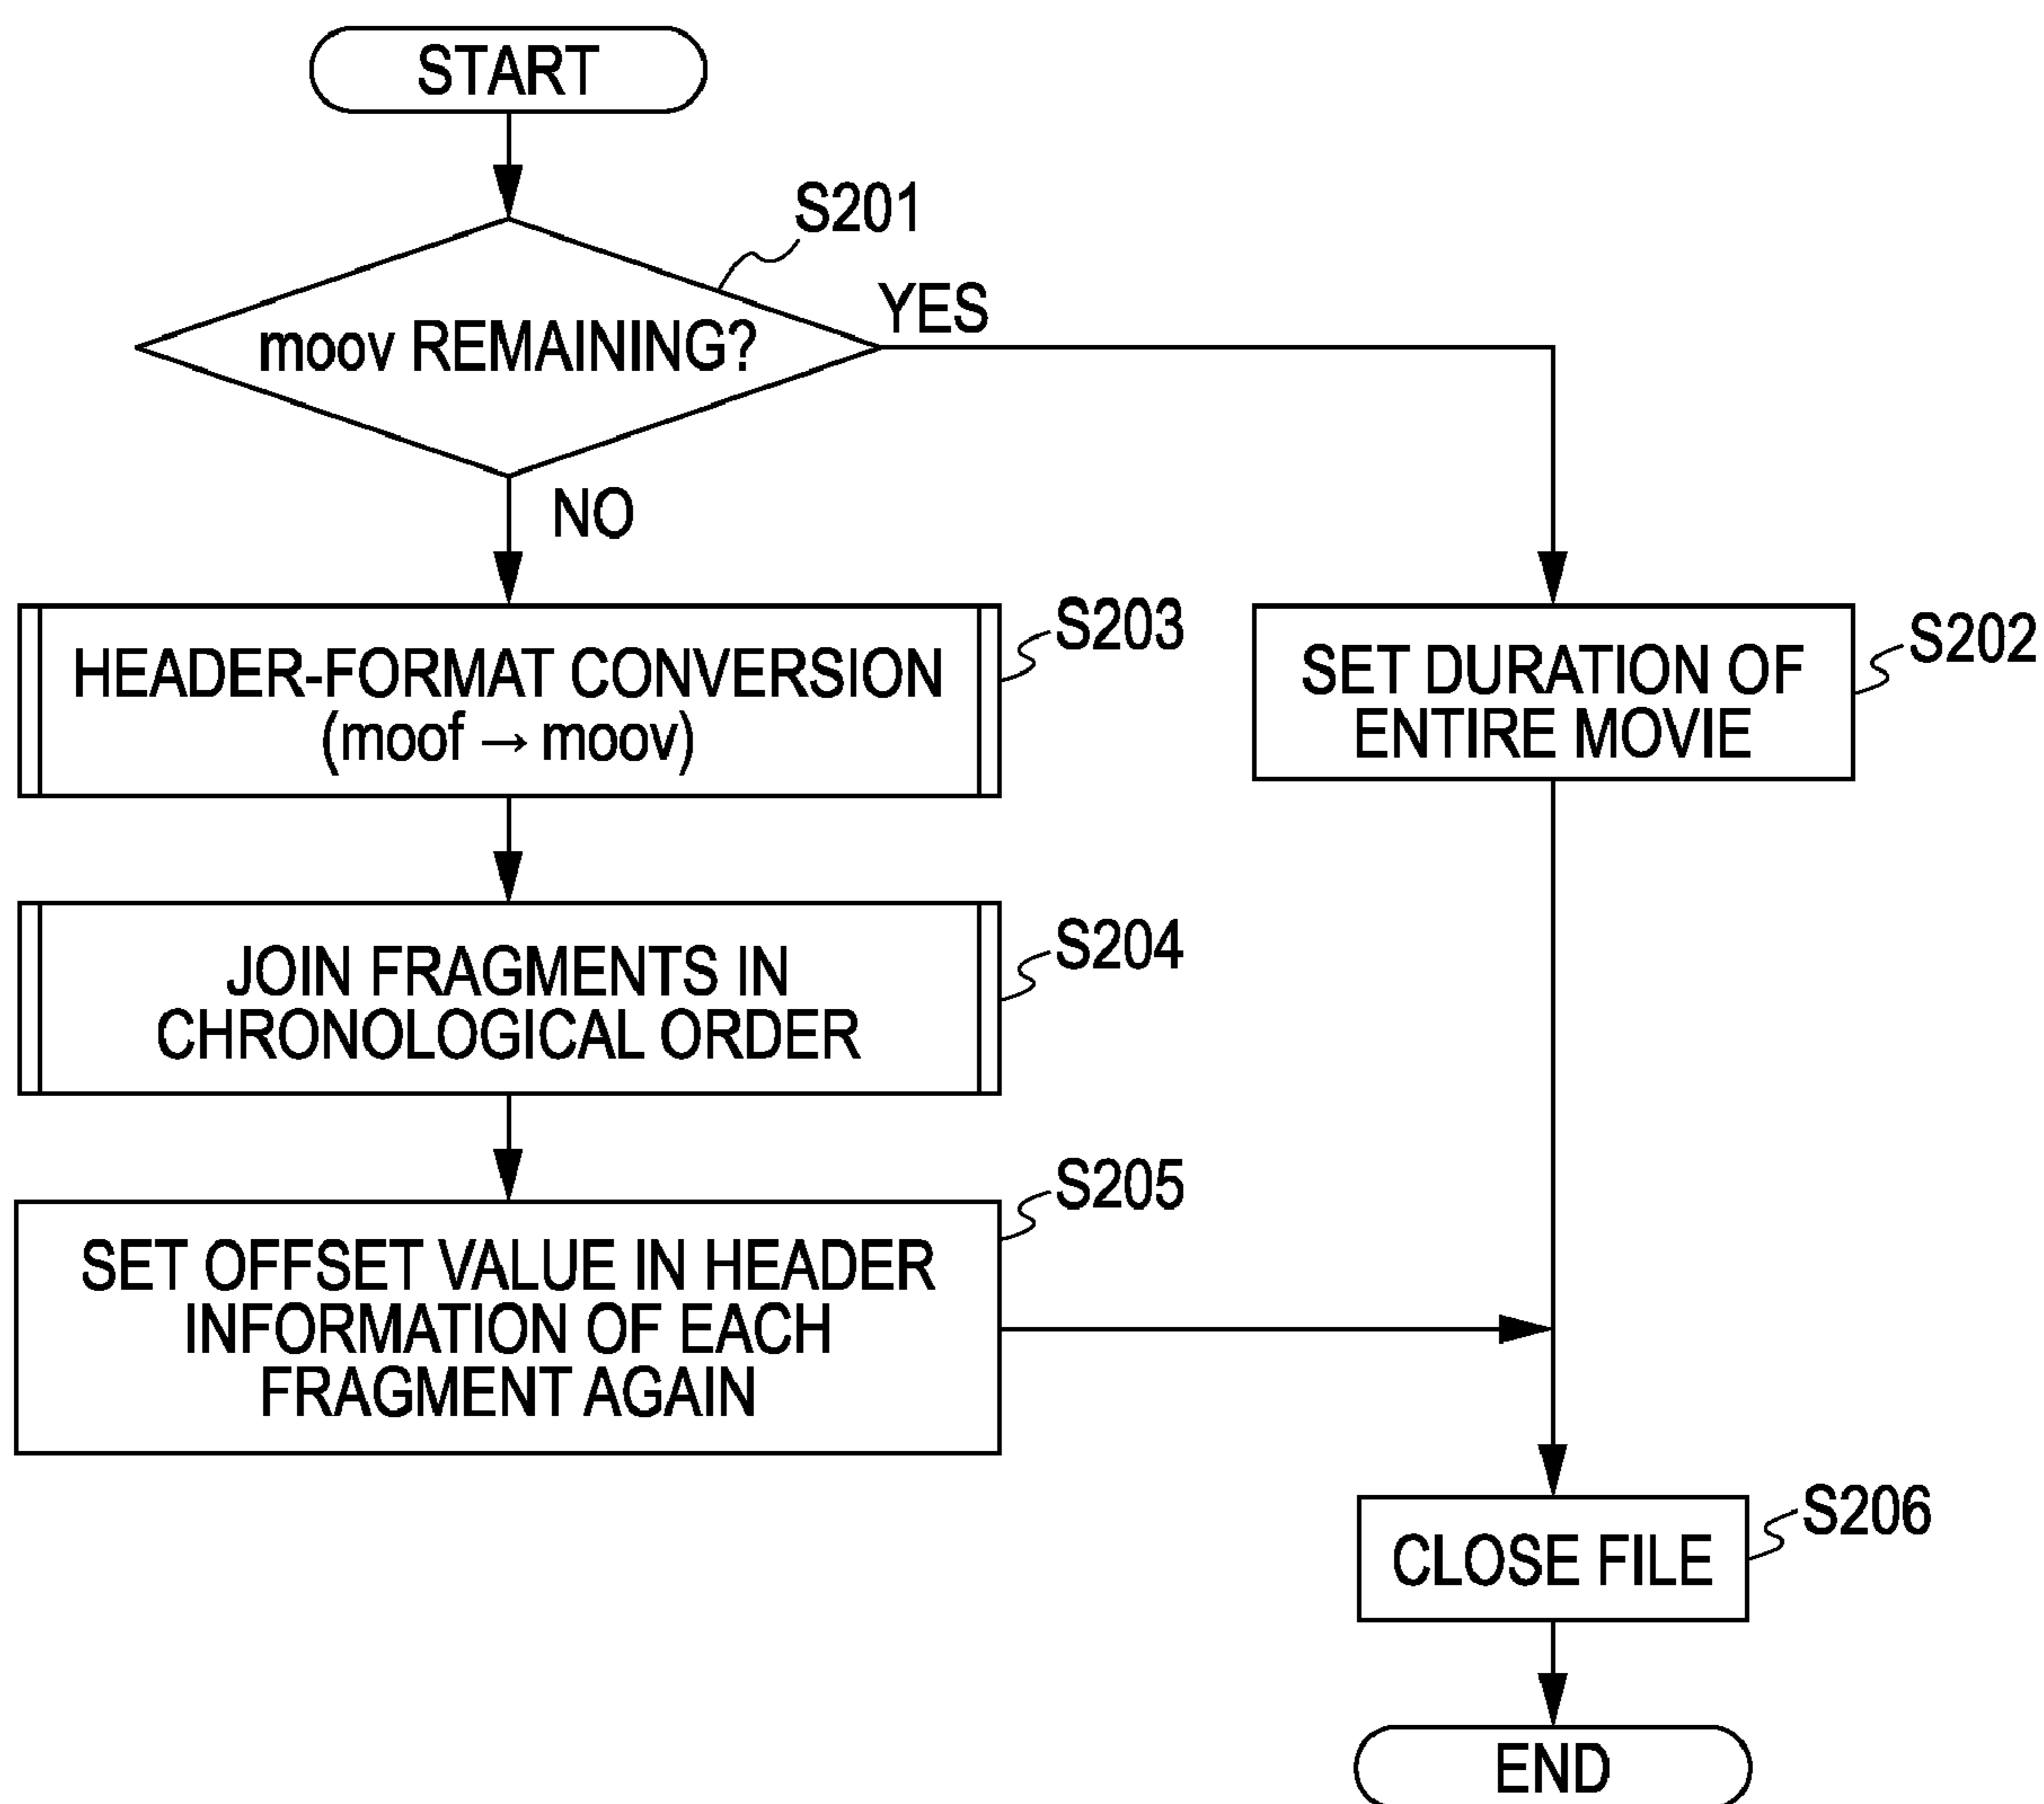 START
S201
moov REMAINING?
YES
NO
HEADER-FORMAT CONVERSION
(moof → moov)
S203
SET DURATION OF
ENTIRE MOVIE
S202
JOIN FRAGMENTS IN
CHRONOLOGICAL ORDER
S204
SET OFFSET VALUE IN HEADER
INFORMATION OF EACH
FRAGMENT AGAIN
S205
CLOSE FILE
S206
END